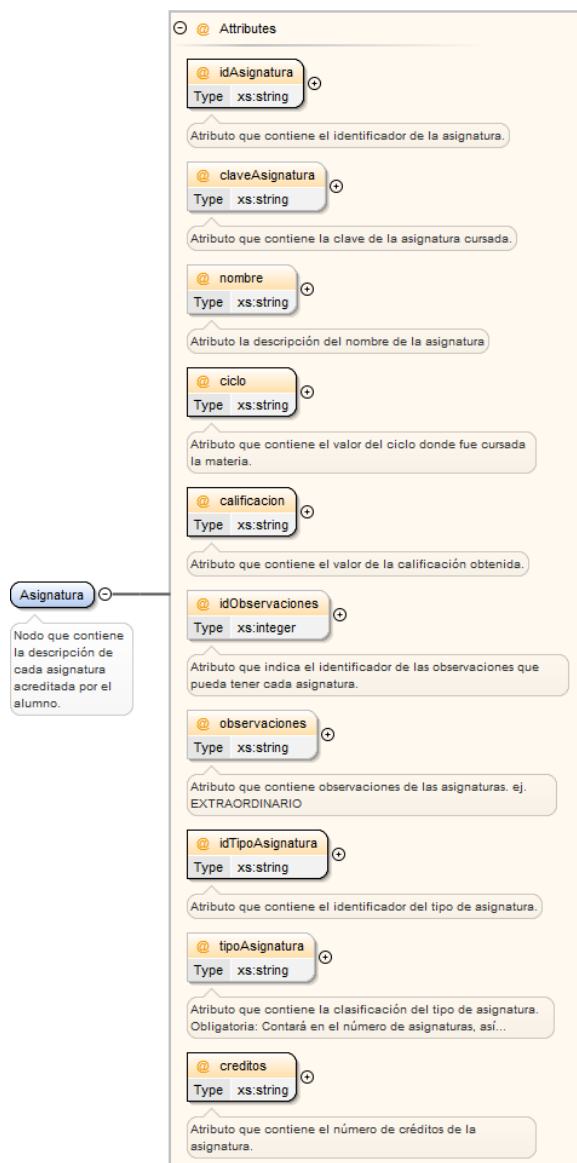 @ Attributes
@ idAsignatura
Type xs:string
Atributo que contiene el identificador de la asignatura.
@ claveAsignatura
Type xs:string
Atributo que contiene la clave de la asignatura cursada.
@ nombre
Type xs:string
Atributo la descripción del nombre de la asignatura
@ ciclo
Type xs:string
Atributo que contiene el valor del ciclo donde fue cursada
la materia.
@ calificacion
Type xs:string
Atributo que contiene el valor de la calificación obtenida.
Asignatura
Nodo que contiene
la descripción de
cada asignatura
acreditada por el
alumno.
@ idObservaciones
Type xs:integer
Atributo que indica el identificador de las observaciones que
pueda tener cada asignatura.
@ observaciones
Type xs:string
Atributo que contiene observaciones de las asignaturas. ej.
EXTRAORDINARIO
@ idTipoAsignatura
Type xs:string
Atributo que contiene el identificador del tipo de asignatura.
@ tipoAsignatura
Type xs:string
Atributo que contiene la clasificación del tipo de asignatura.
Obligatoria: Contará en el número de asignaturas, así...
@ creditos
Type xs:string
Atributo que contiene el número de créditos de la
asignatura.